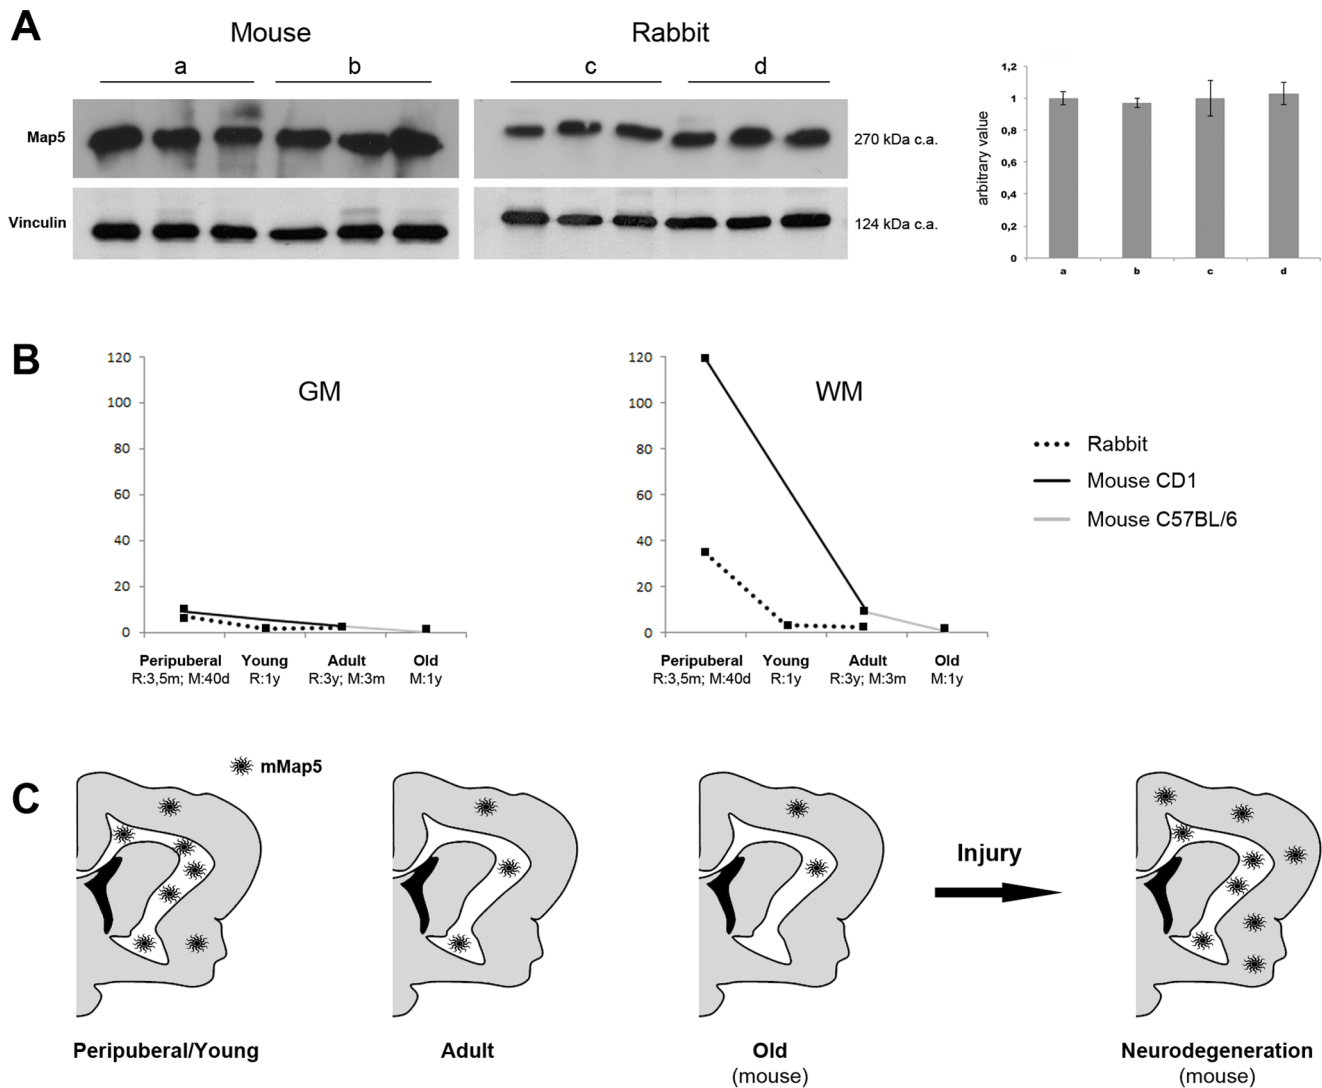 A
Mouse
Rabbit
a
b
c
d
Map5
270 kDa c.a.
Vinculin
124 kDa c.a.
arbitrary value
1,2
1
0,8
0,6
0,4
0,2
0
a
b
c
d
B
GM
120
100
80
60
40
20
0
Peripuberal
Young
Adult
Old
R:3,5m; M:40d
R:1y
R:3y; M:3m
M:1y
WM
120
100
80
60
40
20
0
Peripuberal
Young
Adult
Old
R:3,5m; M:40d
R:1y
R:3y; M:3m
M:1y
Rabbit
Mouse CD1
Mouse C57BL/6
C
mMap5
Injury
Peripuberal/Young
Adult
Old
(mouse)
Neurodegeneration
(mouse)